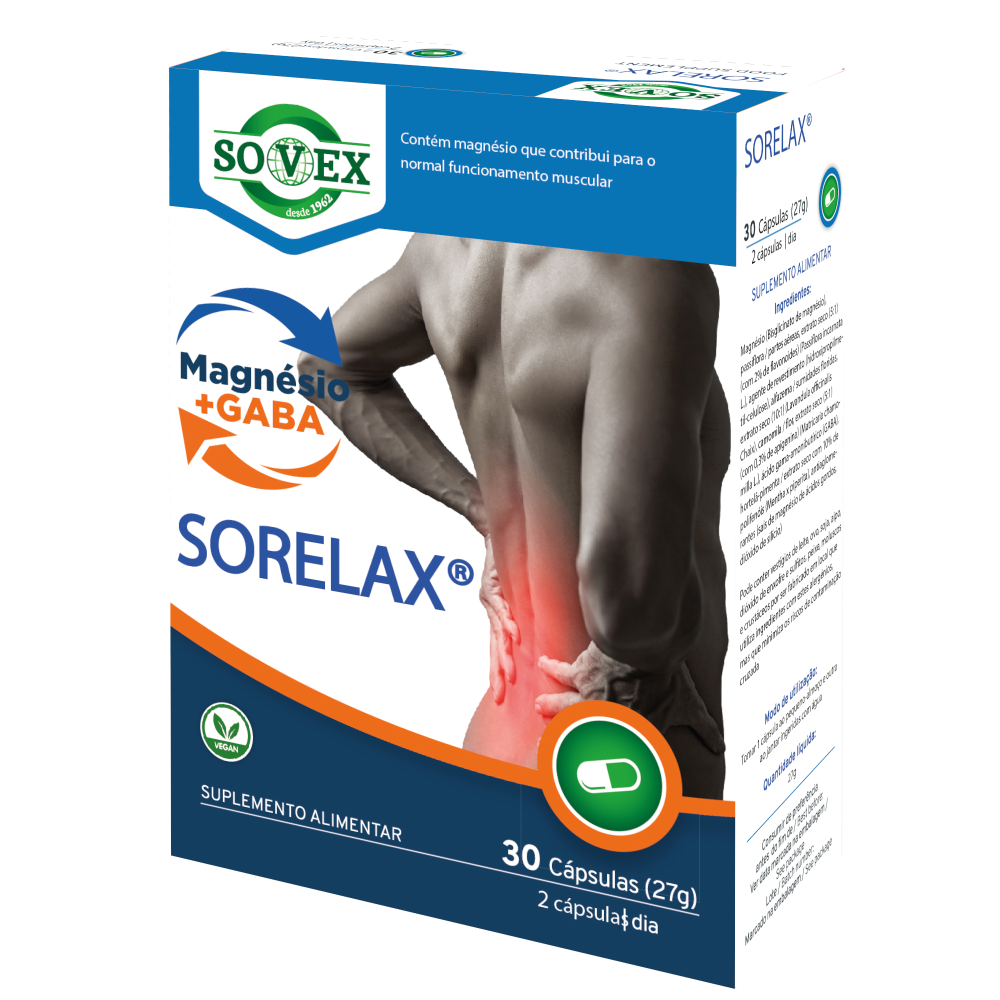 30 2 Capsules (27g)
2 capsules | day
SORELAX®
FOOD SUPPLEMENT
SOVEX
SOVEX
desde 1962
Contém magnésio que contribui para o
normal funcionamento muscular
Magnésio
+GABA
SORELAX®
VEGAN
SUPLEMENTO ALIMENTAR
30 Cápsulas (27g)
2 cápsulas | dia
SORELAX®
30 Cápsulas (27g)
2 cápsulas | dia
SUPLEMENTO ALIMENTAR
Ingredientes:
Magnésio (Bisglicinato de magnésio),
passiflora / partes aéreas, extrato seco (5:1)
(com 2% de flavonoides) (Passiflora incarnata
L.), agente de revestimento (hidroxipropilme-
til-celulose), alfazema / sumidades floridas,
extrato seco (10:1) (Lavandula officinalis
Chaix), camomila / flor, extrato seco (5:1)
(com 0,3% de apigenina) (Matricaria chamo-
milla L.), ácido gama-amonibutírico (GABA),
hortelã-pimenta / extrato seco com 10% de
polifenóis (Mentha x piperita), antiaglome-
rantes (sais de magnésio de ácidos gordos,
dióxido de silício)
Pode conter vestígios de leite, ovo, soja, aipo,
dióxido de enxofre e sulfitos, peixe, moluscos
e crustáceos por ser fabricado em local que
utiliza ingredientes com estes alergénios,
mas que minimiza os riscos de contaminação
cruzada
Modo de utilização:
Tomar 1 cápsula ao pequeno-almoço e outra
ao jantar ingeridas com água
Quantidade líquida:
27g
Consumir de preferência
antes do fim de / Best before:
Ver data marcada na embalagem /
See package
Lote / Batch number:
Marcado na embalagem / See package